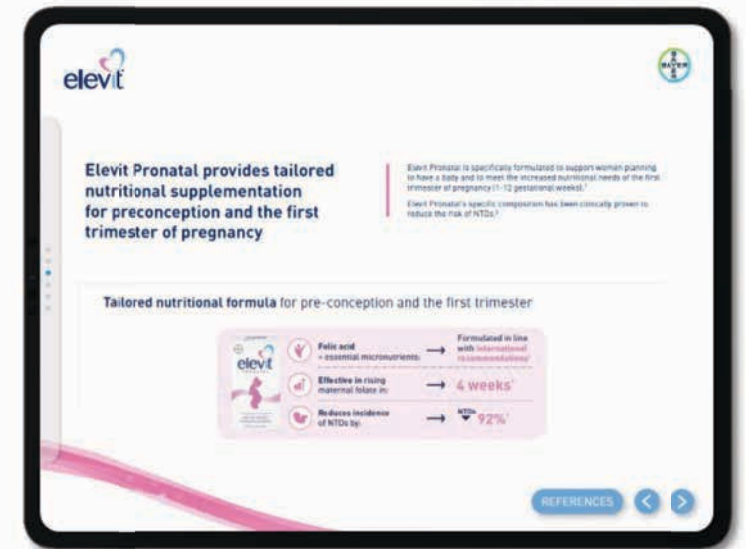 elevit
BAYER
BAYER
Elevit Pronatal provides tailored
nutritional supplementation
for preconception and the first
trimester of pregnancy
Elevit Pronatal is specifically formulated to support women planning
to have a baby and to meet the increased nutritional needs of the first
trimester of pregnancy (1-12 gestational weeks).
Elevit Pronatal's specific composition has been clinically proven to
reduce the risk of NTDs.
Tailored nutritional formula for pre-conception and the first trimester
elevit
Folic acid
+ essential micronutrients:
Formulated in line
with international
recommendations
Effective in rising
maternal folate in:
4 weeks
Reduces incidence
of NTDs by:
NTDs
92%
REFERENCES